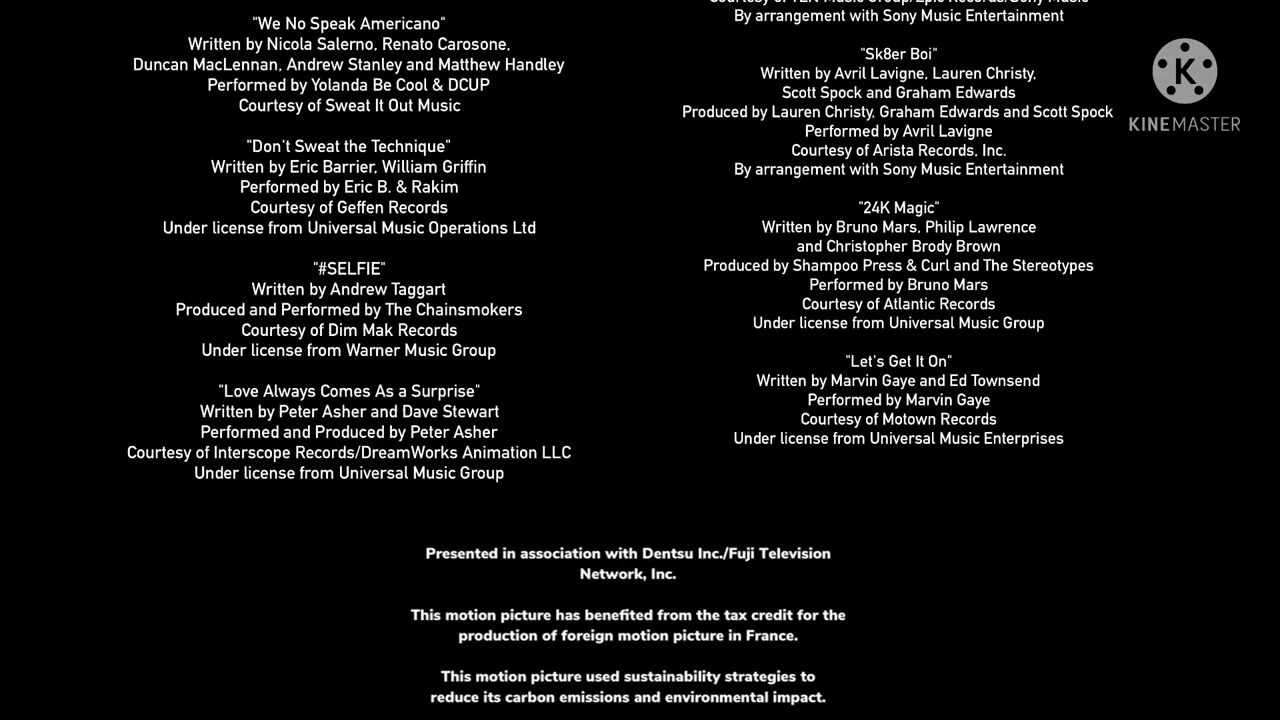 "We No Speak Americano"
Written by Nicola Salerno, Renato Carosone,
Duncan MacLennan, Andrew Stanley and Matthew Handley
Performed by Yolanda Be Cool & DCUP
Courtesy of Sweat It Out Music
"Don't Sweat the Technique"
Written by Eric Barrier, William Griffin
Performed by Eric B. & Rakim
Courtesy of Geffen Records
Under license from Universal Music Operations Ltd
"#SELFIE"
Written by Andrew Taggart
Produced and Performed by The Chainsmokers
Courtesy of Dim Mak Records
Under license from Warner Music Group
"Love Always Comes As a Surprise"
Written by Peter Asher and Dave Stewart
Performed and Produced by Peter Asher
Courtesy of Interscope Records/DreamWorks Animation LLC
Under license from Universal Music Group
By arrangement with Sony Music Entertainment
"Sk8er Boi"
Written by Avril Lavigne, Lauren Christy,
Scott Spock and Graham Edwards
Produced by Lauren Christy, Graham Edwards and Scott Spock
Performed by Avril Lavigne
Courtesy of Arista Records, Inc.
By arrangement with Sony Music Entertainment
"24K Magic"
Written by Bruno Mars, Philip Lawrence
and Christopher Brody Brown
Produced by Shampoo Press & Curl and The Stereotypes
Performed by Bruno Mars
Courtesy of Atlantic Records
Under license from Universal Music Group
"Let's Get It On"
Written by Marvin Gaye and Ed Townsend
Performed by Marvin Gaye
Courtesy of Motown Records
Under license from Universal Music Enterprises
K
KINEMASTER
Presented in association with Dentsu Inc./Fuji Television
Network, Inc.
This motion picture has benefited from the tax credit for the
production of foreign motion picture in France.
This motion picture used sustainability strategies to
reduce its carbon emissions and environmental impact.